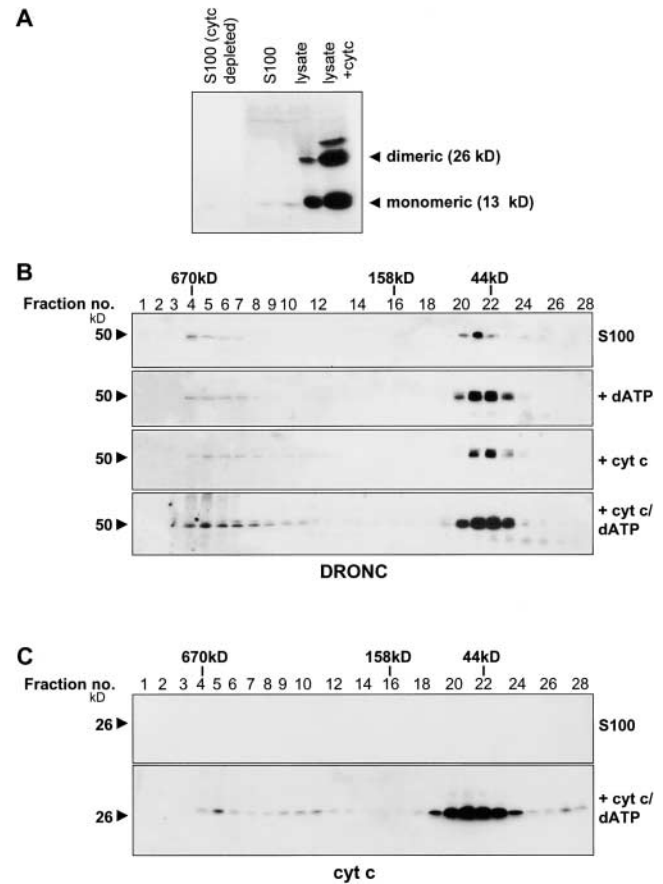 A
S100 (cytc depleted)
S100
lysate
lysate +cytc
◄ dimeric (26 kD)
◄ monomeric (13 kD)
B
670kD 158kD 44kD
Fraction no. 1 2 3 4 5 6 7 8 9 10 12 14 16 18 20 22 24 26 28
kD
50► S100
50► + dATP
50► + cyt c
50► + cyt c/
dATP
DRONC
C
670kD 158kD 44kD
Fraction no. 1 2 3 4 5 6 7 8 9 10 12 14 16 18 20 22 24 26 28
kD
26► S100
26► + cyt c/
dATP
cyt c